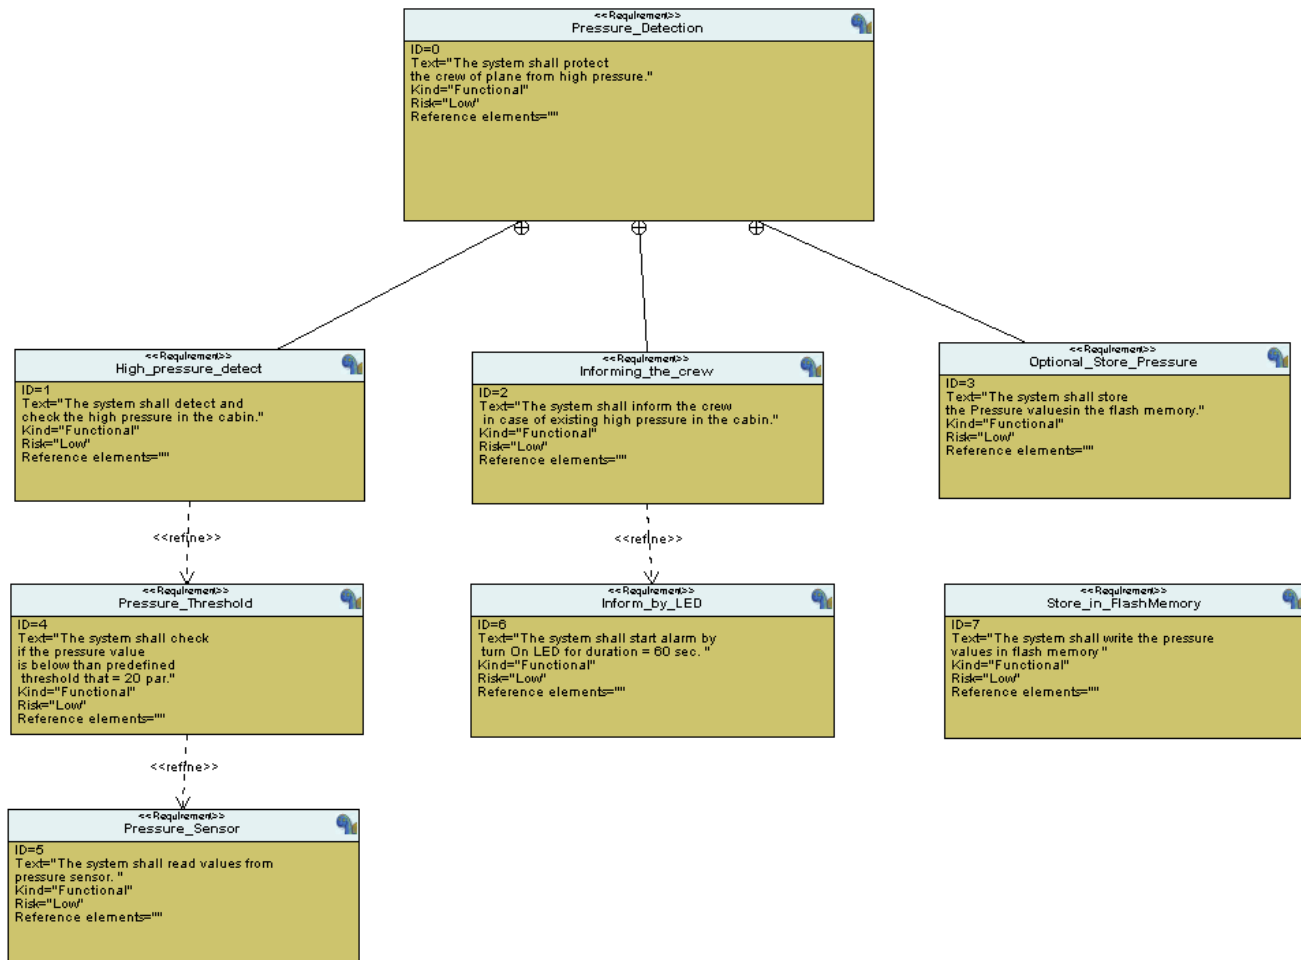 <<Requirement>>
Pressure_Detection
ID=0
Text="The system shall protect
the crew of plane from high pressure."
Kind="Functional"
Risk="Low"
Reference elements=""
<<Requirement>>
High_pressure_detect
ID=1
Text="The system shall detect and
check the high pressure in the cabin."
Kind="Functional"
Risk="Low"
Reference elements=""
<<Requirement>>
Informing_the_crew
ID=2
Text="The system shall inform the crew
in case of existing high pressure in the cabin."
Kind="Functional"
Risk="Low"
Reference elements=""
<<Requirement>>
Optional_Store_Pressure
ID=3
Text="The system shall store
the Pressure valuesin the flash memory."
Kind="Functional"
Risk="Low"
Reference elements=""
<<refine>>
<<refine>>
<<Requirement>>
Pressure_Threshold
ID=4
Text="The system shall check
if the pressure value
is below than predefined
threshold that = 20 par."
Kind="Functional"
Risk="Low"
Reference elements=""
<<Requirement>>
Inform_by_LED
ID=6
Text="The system shall start alarm by
turn On LED for duration = 60 sec. "
Kind="Functional"
Risk="Low"
Reference elements=""
<<Requirement>>
Store_in_FlashMemory
ID=7
Text="The system shall write the pressure
values in flash memory "
Kind="Functional"
Risk="Low"
Reference elements=""
<<refine>>
<<Requirement>>
Pressure_Sensor
ID=5
Text="The system shall read values from
pressure sensor. "
Kind="Functional"
Risk="Low"
Reference elements=""